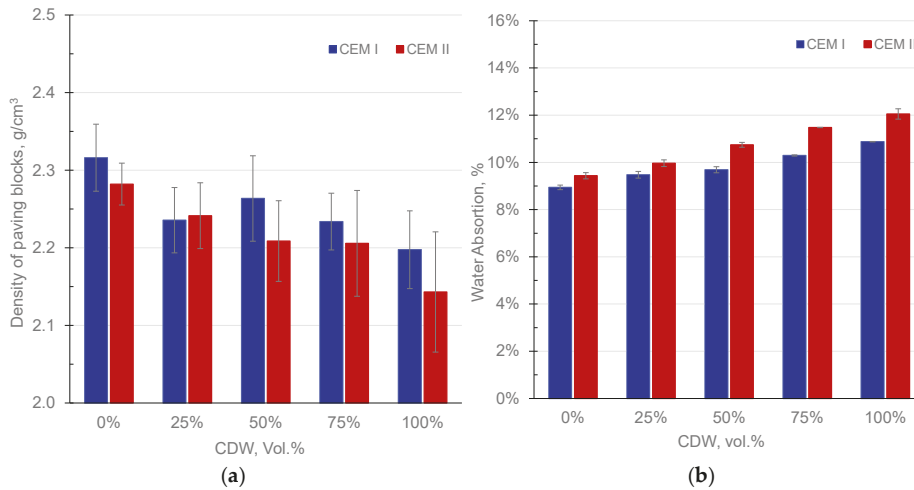 2.5
CEM I CEM II
2.4
2.3
2.2
2.1
2.0
Density of paving blocks, g/cm³
0% 25% 50% 75% 100%
CDW, Vol.%
(a)
16%
CEM I CEM II
14%
12%
10%
8%
6%
4%
2%
0%
Water Absortion, %
0% 25% 50% 75% 100%
CDW, vol.%
(b)